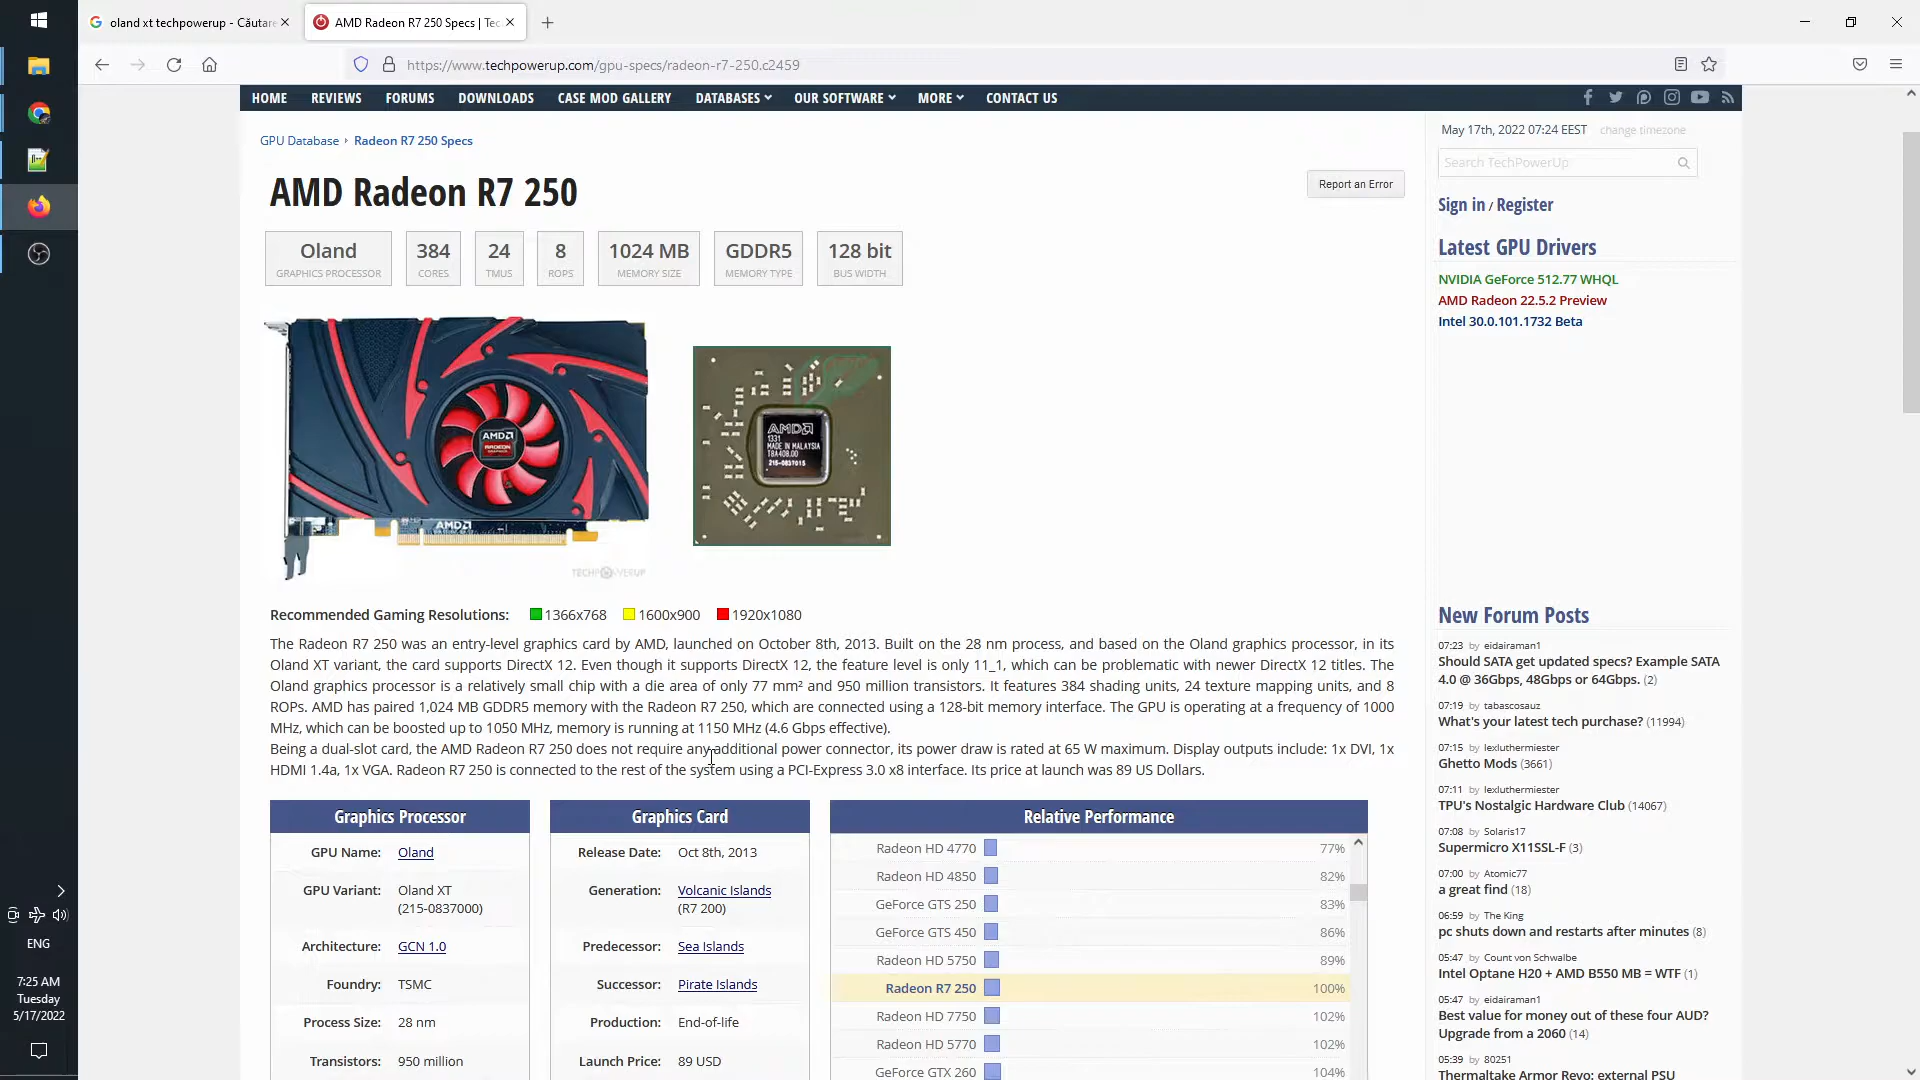 oland xt techpowerup - Căutare
AMD Radeon R7 250 Specs | Tec
https://www.techpowerup.com/gpu-specs/radeon-r7-250.c2459
HOME REVIEWS FORUMS DOWNLOADS CASE MOD GALLERY DATABASES OUR SOFTWARE MORE CONTACT US
GPU Database › Radeon R7 250 Specs
AMD Radeon R7 250
Report an Error
Oland
GRAPHICS PROCESSOR
384
CORES
24
TMUS
8
ROPS
1024 MB
MEMORY SIZE
GDDR5
MEMORY TYPE
128 bit
BUS WIDTH
AMD
RADEON
GRAPHICS
AMD
TECHPOWERUP
AMD
1331
MADE IN MALAYSIA
T8A408.00
215-0837015
Recommended Gaming Resolutions: 1366x768 1600x900 1920x1080
The Radeon R7 250 was an entry-level graphics card by AMD, launched on October 8th, 2013. Built on the 28 nm process, and based on the Oland graphics processor, in its
Oland XT variant, the card supports DirectX 12. Even though it supports DirectX 12, the feature level is only 11_1, which can be problematic with newer DirectX 12 titles. The
Oland graphics processor is a relatively small chip with a die area of only 77 mm² and 950 million transistors. It features 384 shading units, 24 texture mapping units, and 8
ROPs. AMD has paired 1,024 MB GDDR5 memory with the Radeon R7 250, which are connected using a 128-bit memory interface. The GPU is operating at a frequency of 1000
MHz, which can be boosted up to 1050 MHz, memory is running at 1150 MHz (4.6 Gbps effective).
Being a dual-slot card, the AMD Radeon R7 250 does not require any additional power connector, its power draw is rated at 65 W maximum. Display outputs include: 1x DVI, 1x
HDMI 1.4a, 1x VGA. Radeon R7 250 is connected to the rest of the system using a PCI-Express 3.0 x8 interface. Its price at launch was 89 US Dollars.
Graphics Processor
GPU Name: Oland
GPU Variant: Oland XT
(215-0837000)
Architecture: GCN 1.0
Foundry: TSMC
Process Size: 28 nm
Transistors: 950 million
Graphics Card
Release Date: Oct 8th, 2013
Generation: Volcanic Islands
(R7 200)
Predecessor: Sea Islands
Successor: Pirate Islands
Production: End-of-life
Launch Price: 89 USD
Relative Performance
Radeon HD 4770 77%
Radeon HD 4850 82%
GeForce GTS 250 83%
GeForce GTS 450 86%
Radeon HD 5750 89%
Radeon R7 250 100%
Radeon HD 7750 102%
Radeon HD 5770 102%
GeForce GTX 260 104%
May 17th, 2022 07:24 EEST change timezone
Search TechPowerUp
Sign in / Register
Latest GPU Drivers
NVIDIA GeForce 512.77 WHQL
AMD Radeon 22.5.2 Preview
Intel 30.0.101.1732 Beta
New Forum Posts
07:23 by eidairaman1
Should SATA get updated specs? Example SATA
4.0 @ 36Gbps, 48Gbps or 64Gbps. (2)
07:19 by tabascosauz
What's your latest tech purchase? (11994)
07:15 by lexluthermiester
Ghetto Mods (3661)
07:11 by lexluthermiester
TPU's Nostalgic Hardware Club (14067)
07:08 by Solaris17
Supermicro X11SSL-F (3)
07:00 by Atomic77
a great find (18)
06:59 by The King
pc shuts down and restarts after minutes (8)
05:47 by Count von Schwalbe
Intel Optane H20 + AMD B550 MB = WTF (1)
05:47 by eidairaman1
Best value for money out of these four AUD?
Upgrade from a 2060 (14)
05:39 by 80251
Thermaltake Armor Revo: external PSU
ENG
7:25 AM
Tuesday
5/17/2022